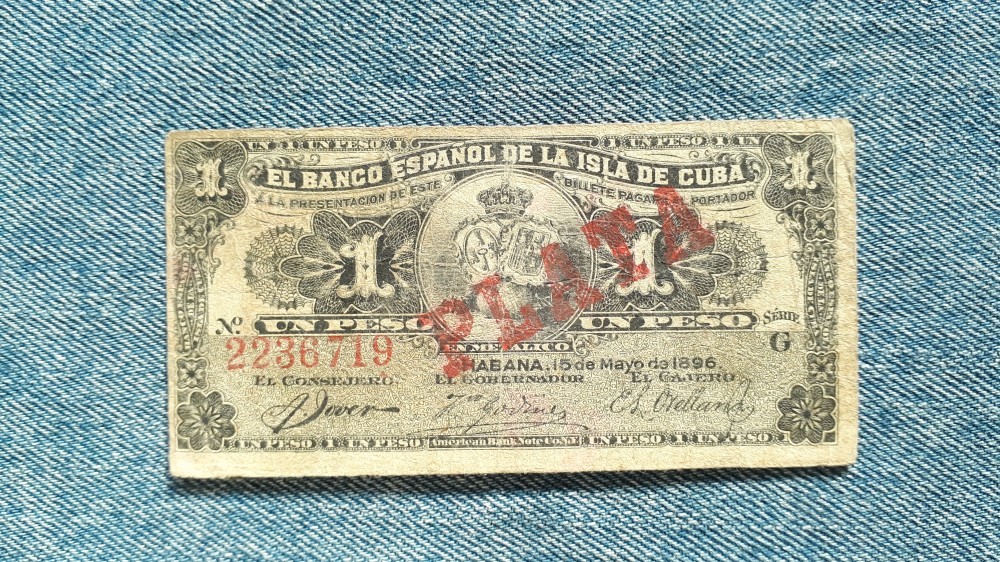 UN 1 UN PESO 1 UN PESO 1 UN PESO 1 UN
1 EL BANCO ESPAÑOL DE LA ISLA DE CUBA 1
A LA PRESENTACION DE ESTE BILLETE PAGARA AL PORTADOR
1 1
PLATA
Nº UN PESO UN PESO SÉRIE
2236719 EN METALICO G
HABANA, 15 de Mayo de 1896
EL CONSEJERO. EL GOBERNADOR EL CAJERO
UN PESO 1 UN PESO American Bank Note Co. N.Y. UN PESO 1 UN PESO 1